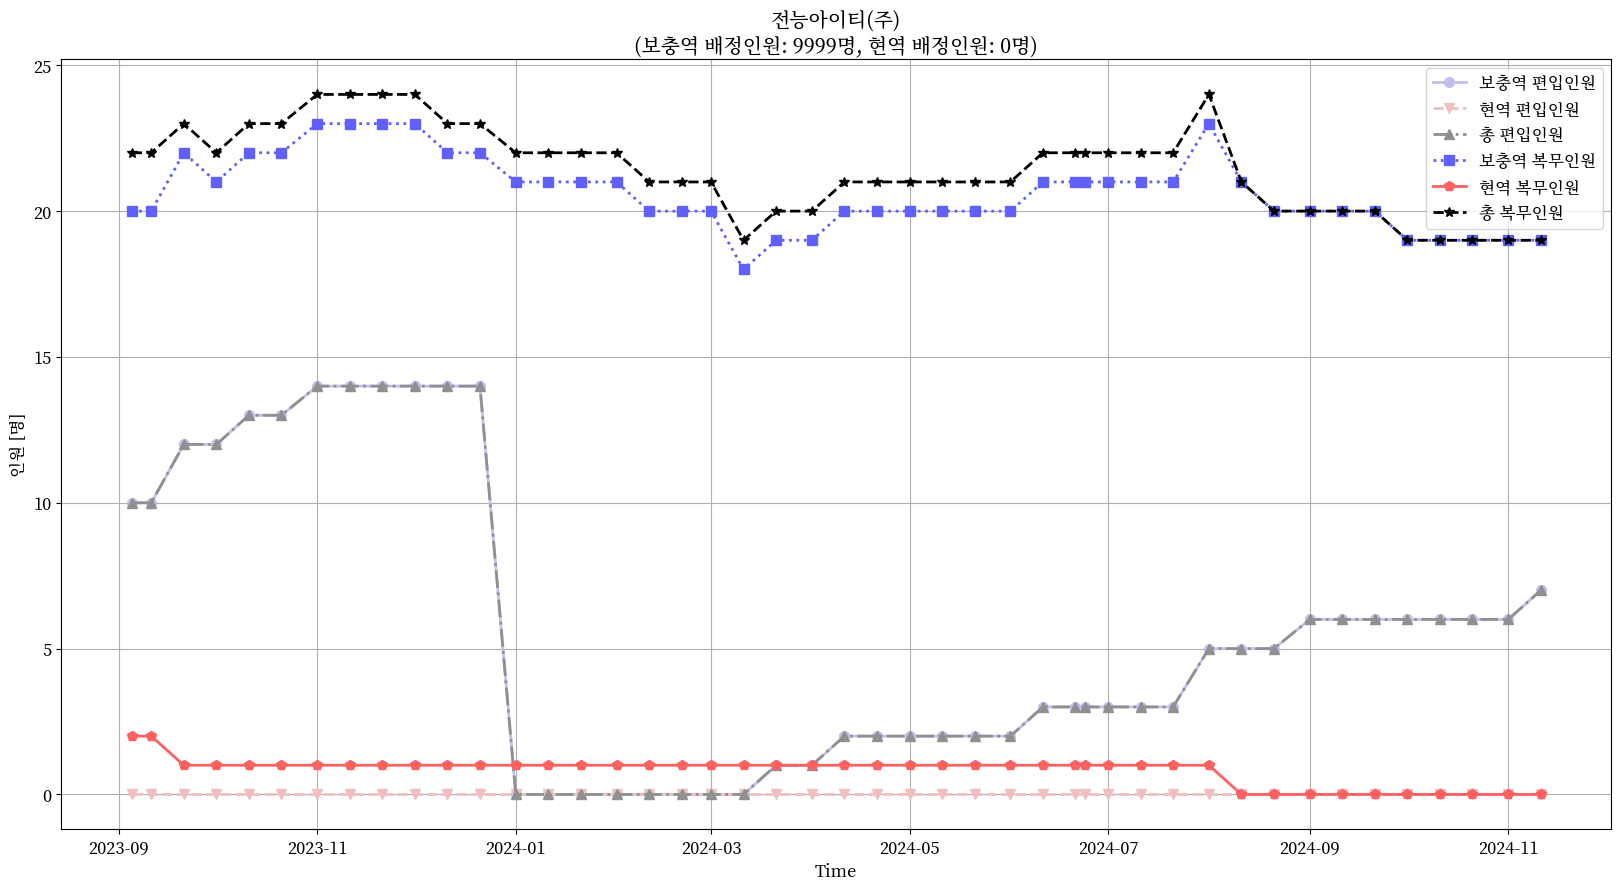 전능아이티(주)
(보충역 배정인원: 9999명, 현역 배정인원: 0명)
보충역 편입인원
현역 편입인원
총 편입인원
보충역 복무인원
현역 복무인원
총 복무인원
인원 [명]
25
20
15
10
5
0
2023-09
2023-11
2024-01
2024-03
2024-05
2024-07
2024-09
2024-11
Time